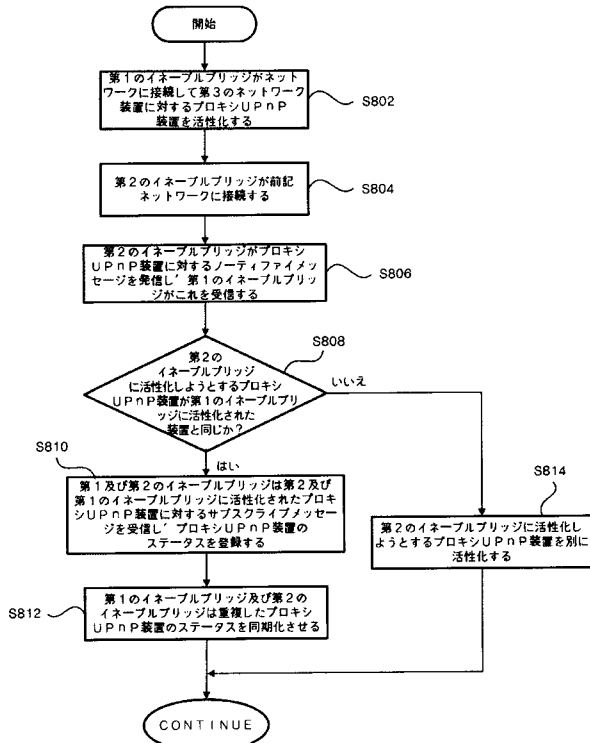 開始
第1のイネーブルブリッジがネット
ワークに接続して第3のネットワーク
装置に対するプロキシUPnP
装置を活性化する
S802
第2のイネーブルブリッジが前記
ネットワークに接続する
S804
第2のイネーブルブリッジがプロキシ
UPnP装置に対するノーティファイメッ
セージを発信し、第1のイネーブルブリッ
ジがこれを受信する
S806
S808
第2の
イネーブルブリッジ
に活性化しようとするプロキシ
UPnP装置が第1のイネーブルブリ
ッジに活性化された
装置と同じか?
いいえ
はい
S810
第1及び第2のイネーブルブリッジは第2及び
第1のイネーブルブリッジに活性化されたプロキ
シUPnP装置に対するサブスクライブメッセー
ジを受信し、プロキシUPnP装置の
ステータスを登録する
S814
第2のイネーブルブリッジに活性化し
ようとするプロキシUPnP装置を別に
活性化する
S812
第1のイネーブルブリッジ及び第2の
イネーブルブリッジは重複したプロキシ
UPnP装置のステータスを同期化させる
CONTINUE